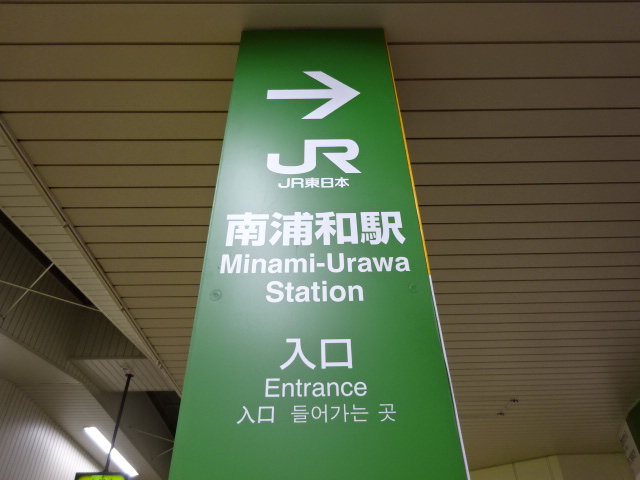 JR
JR東日本
南浦和駅
Minami-Urawa
Station
入口
Entrance
入口 들어가는 곳